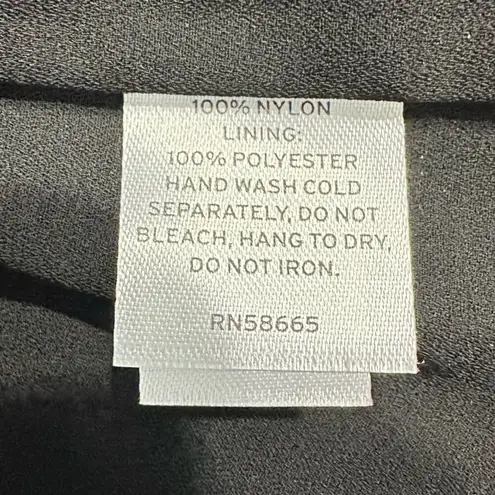 100% NYLON
LINING:
100% POLYESTER
HAND WASH COLD
SEPARATELY, DO NOT
BLEACH, HANG TO DRY,
DO NOT IRON.
RN58665